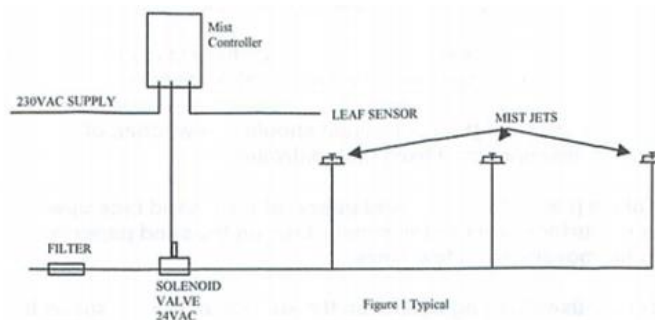 Mist
Controller
230VAC SUPPLY
LEAF SENSOR
MIST JETS
FILTER
SOLENOID
VALVE
24VAC
Figure 1 Typical